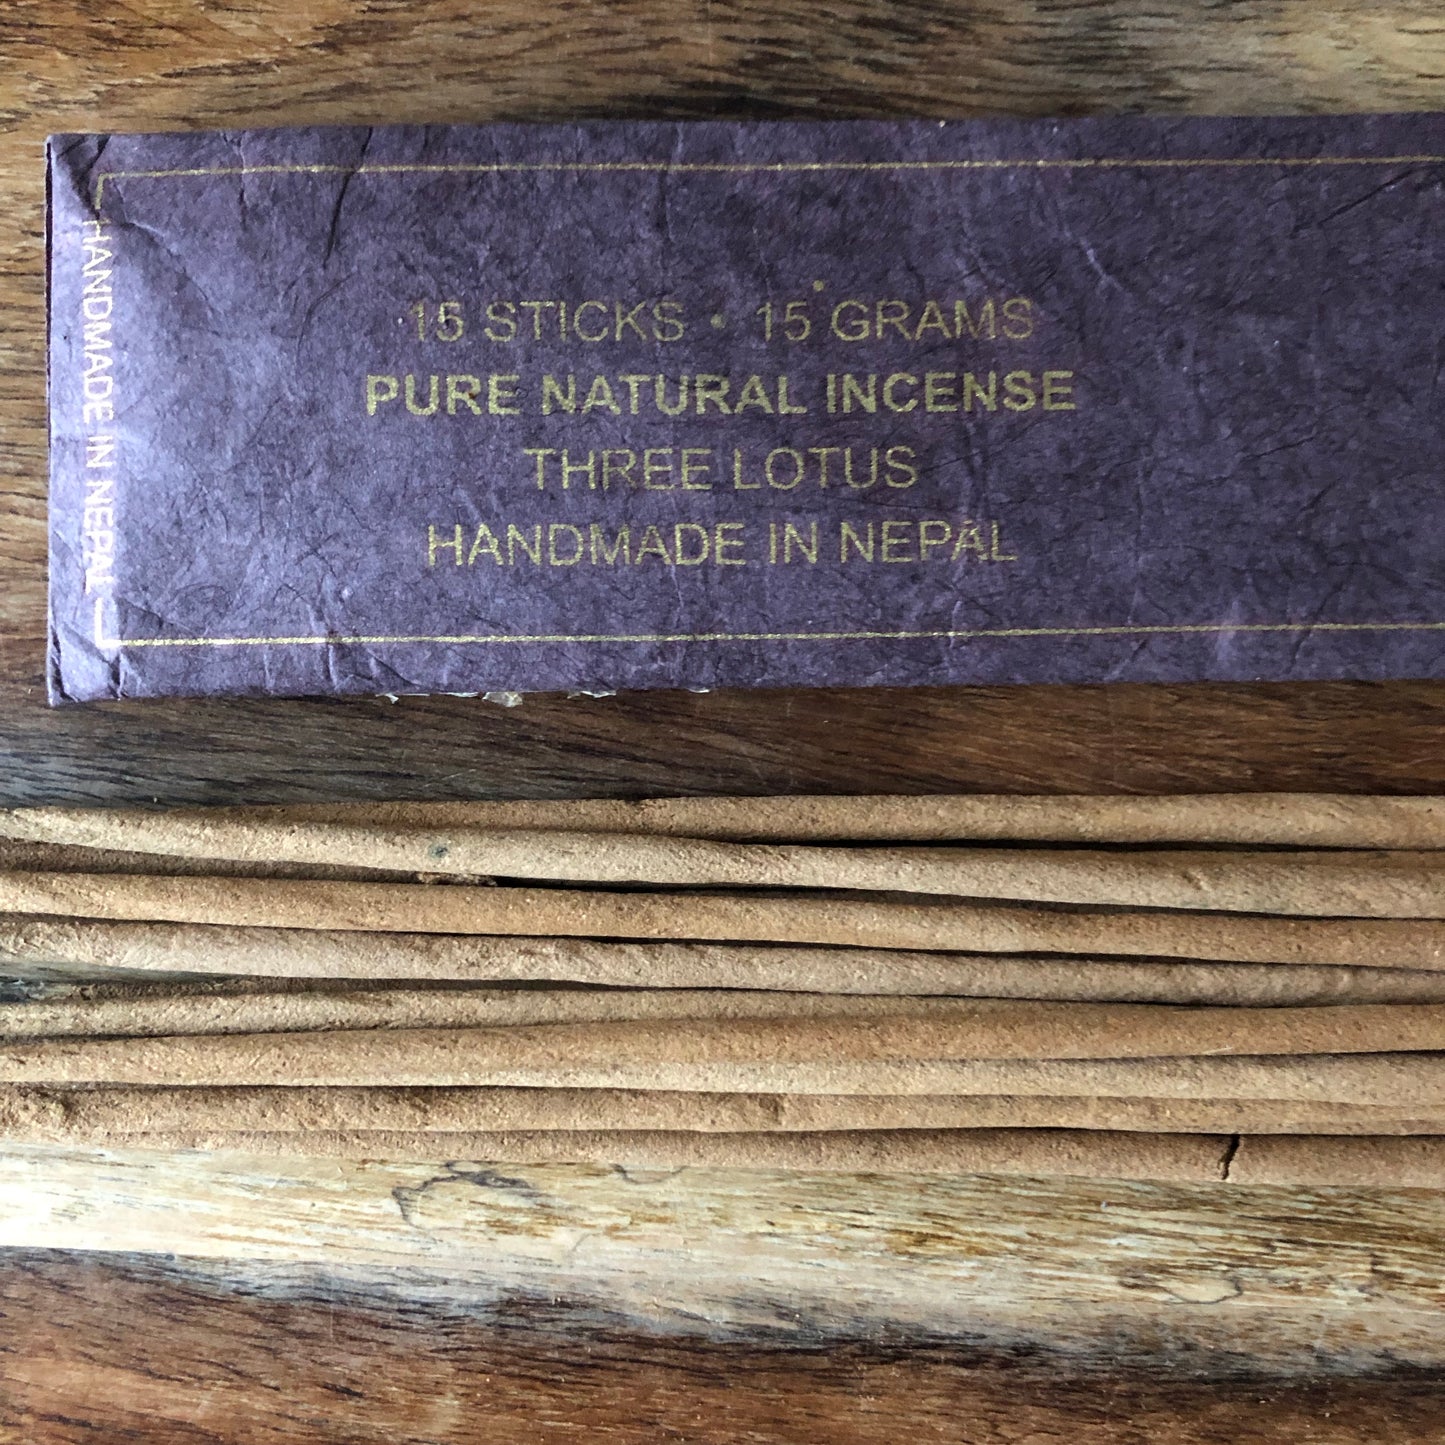 HANDMADE IN NEPAL
15 STICKS • 15 GRAMS
PURE NATURAL INCENSE
THREE LOTUS
HANDMADE IN NEPAL